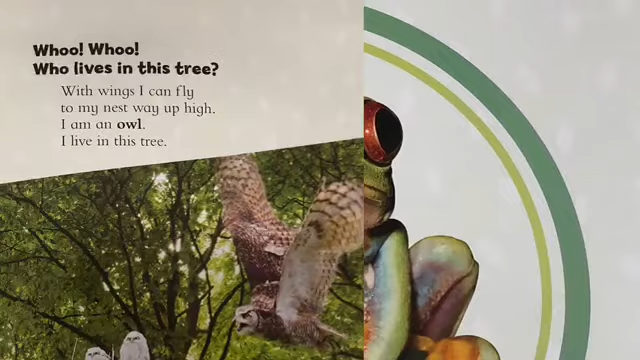 Whoo! Whoo!
Who lives in this tree?
With wings I can fly
to my nest way up high.
I am an owl.
I live in this tree.